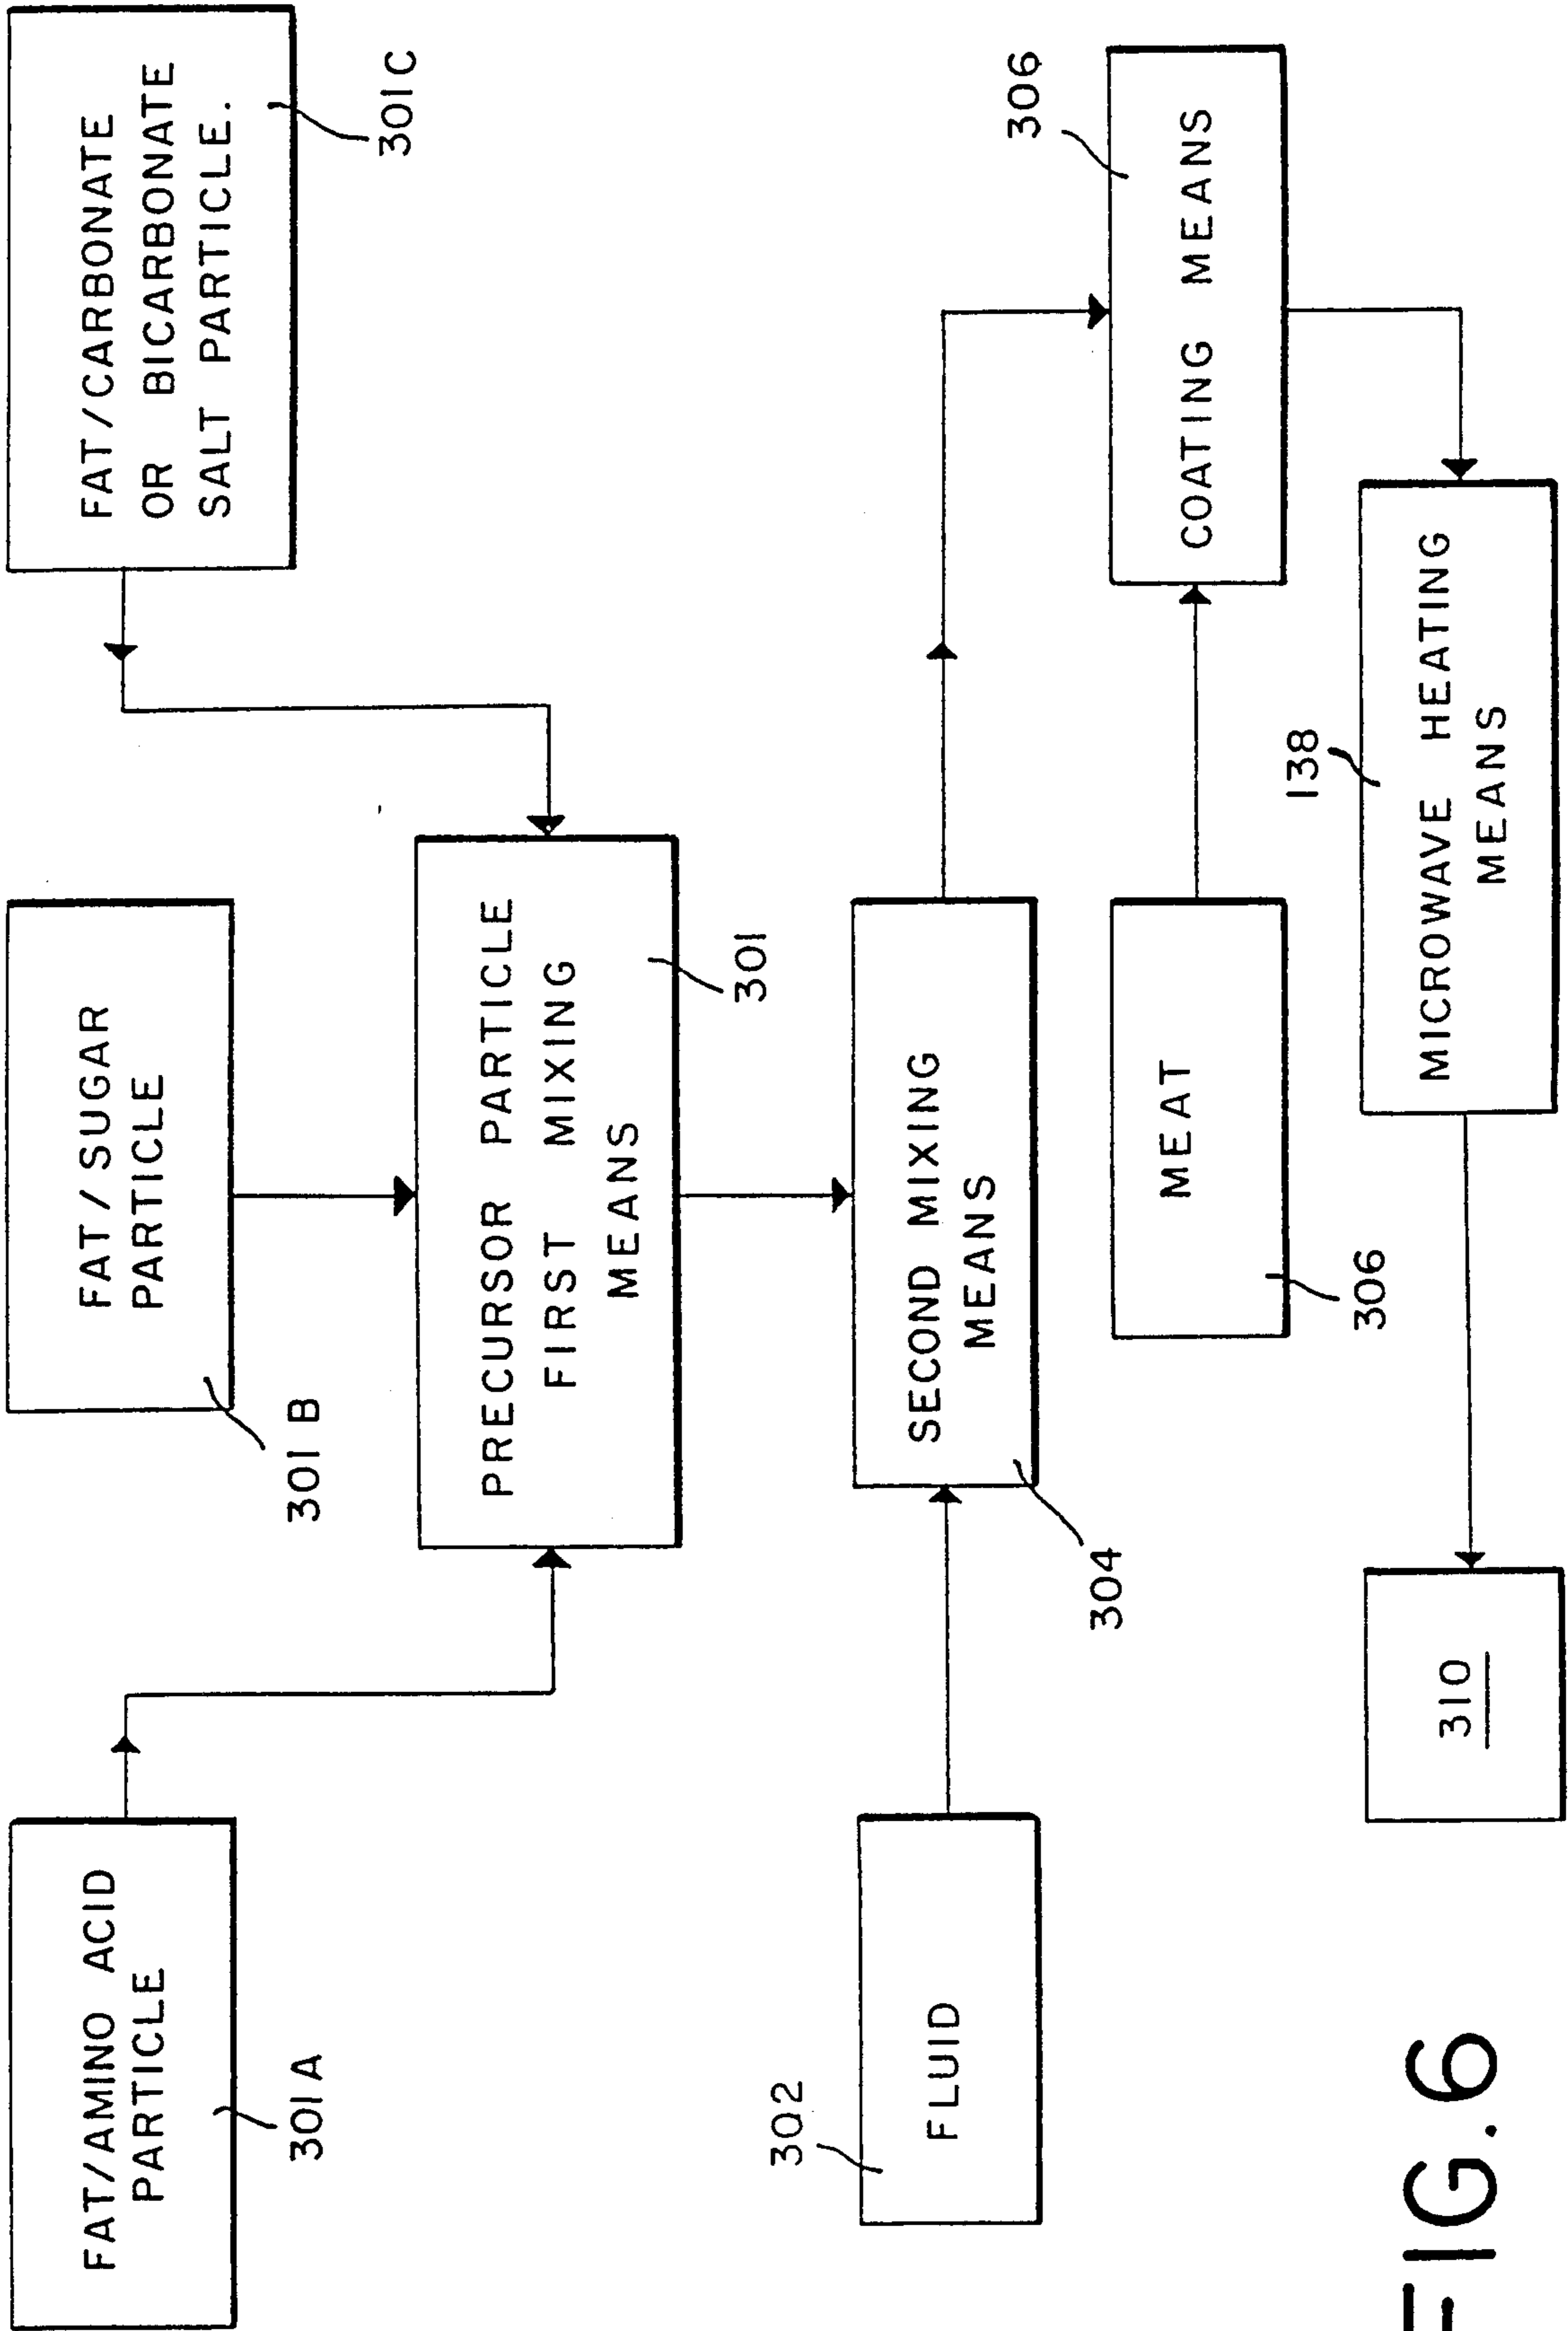 FAT/AMINO ACID
PARTICLE
301A
FAT/SUGAR
PARTICLE
301B
FAT/CARBONATE
OR BICARBONATE
SALT PARTICLE.
301C
PRECURSOR PARTICLE
FIRST MIXING
MEANS
301
302
FLUID
SECOND MIXING
MEANS
304
306
COATING MEANS
MEAT
306
138
MICROWAVE HEATING
MEANS
310
FIG.6